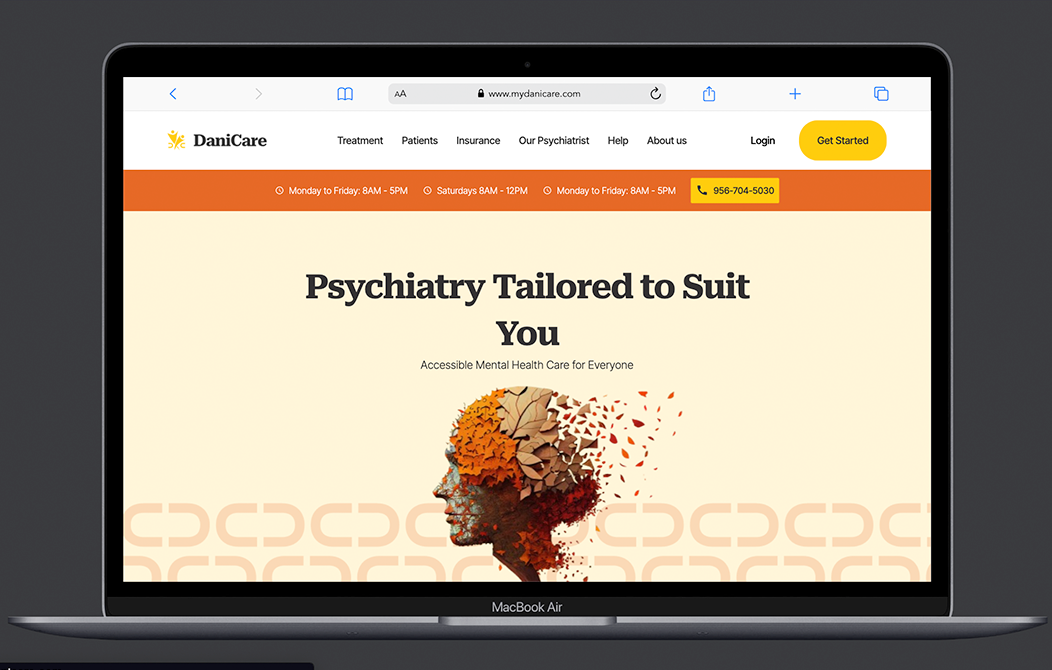 AA www.mydanicare.com
DaniCare Treatment Patients Insurance Our Psychiatrist Help About us Login Get Started
Monday to Friday: 8AM - 5PM Saturdays 8AM - 12PM Monday to Friday: 8AM - 5PM 956-704-5030
Psychiatry Tailored to Suit
You
Accessible Mental Health Care for Everyone
MacBook Air